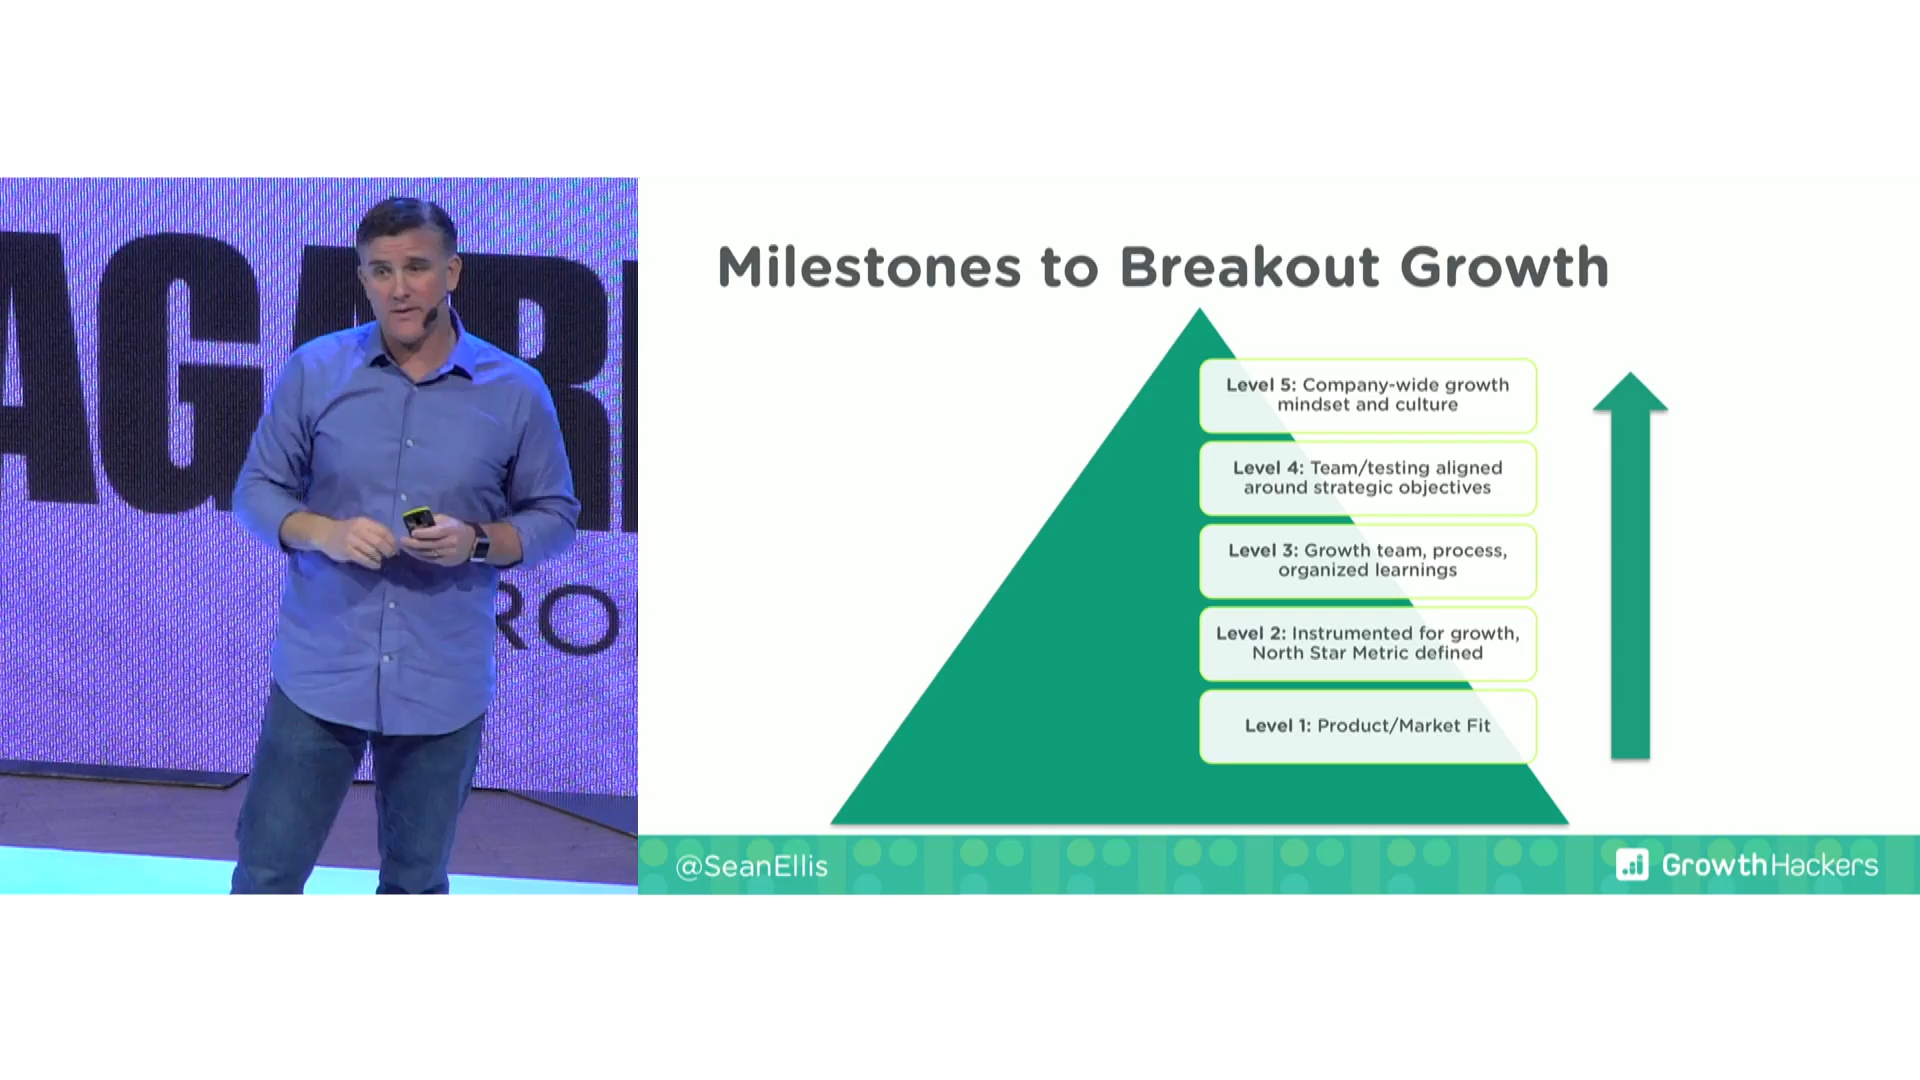 AGAR
RO
Milestones to Breakout Growth
Level 5: Company-wide growth
mindset and culture
Level 4: Team/testing aligned
around strategic objectives
Level 3: Growth team, process,
organized learnings
Level 2: Instrumented for growth,
North Star Metric defined
Level 1: Product/Market Fit
@SeanEllis
GrowthHackers